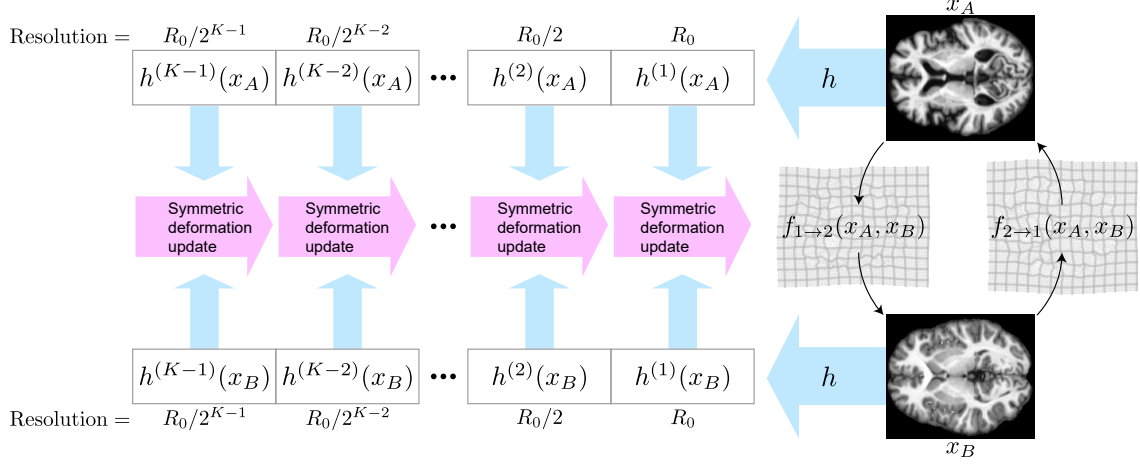 x_A
Resolution = R_0/2^{K-1} R_0/2^{K-2} R_0/2 R_0
h^{(K-1)}(x_A) h^{(K-2)}(x_A) ••• h^{(2)}(x_A) h^{(1)}(x_A) h
Symmetric deformation update
Symmetric deformation update
•••
Symmetric deformation update
Symmetric deformation update
f_{1→2}(x_A, x_B) f_{2→1}(x_A, x_B)
h^{(K-1)}(x_B) h^{(K-2)}(x_B) ••• h^{(2)}(x_B) h^{(1)}(x_B) h
Resolution = R_0/2^{K-1} R_0/2^{K-2} R_0/2 R_0
x_B